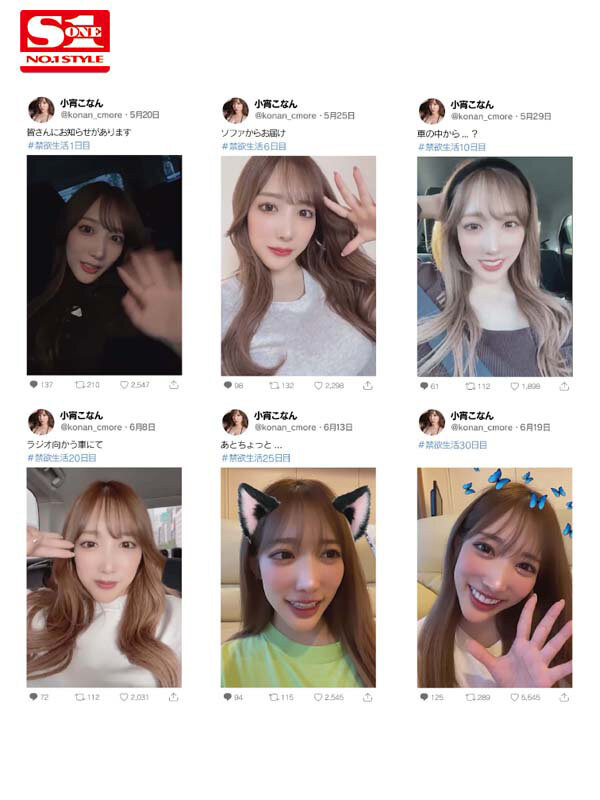 S1
ONE
NO.1 STYLE
小宵こなん
@konan_cmore・5月20日
皆さんにお知らせがあります
#禁欲生活1日目
137 210 2,547
小宵こなん
@konan_cmore・5月25日
ソファからお届け
#禁欲生活6日目
98 132 2,298
小宵こなん
@konan_cmore・5月29日
車の中から...?
#禁欲生活10日目
61 112 1,898
小宵こなん
@konan_cmore・6月8日
ラジオ向かう車にて
#禁欲生活20日目
72 112 2,031
小宵こなん
@konan_cmore・6月13日
あとちょっと...
#禁欲生活25日目
94 115 2,545
小宵こなん
@konan_cmore・6月19日
#禁欲生活30日目
125 289 5,545